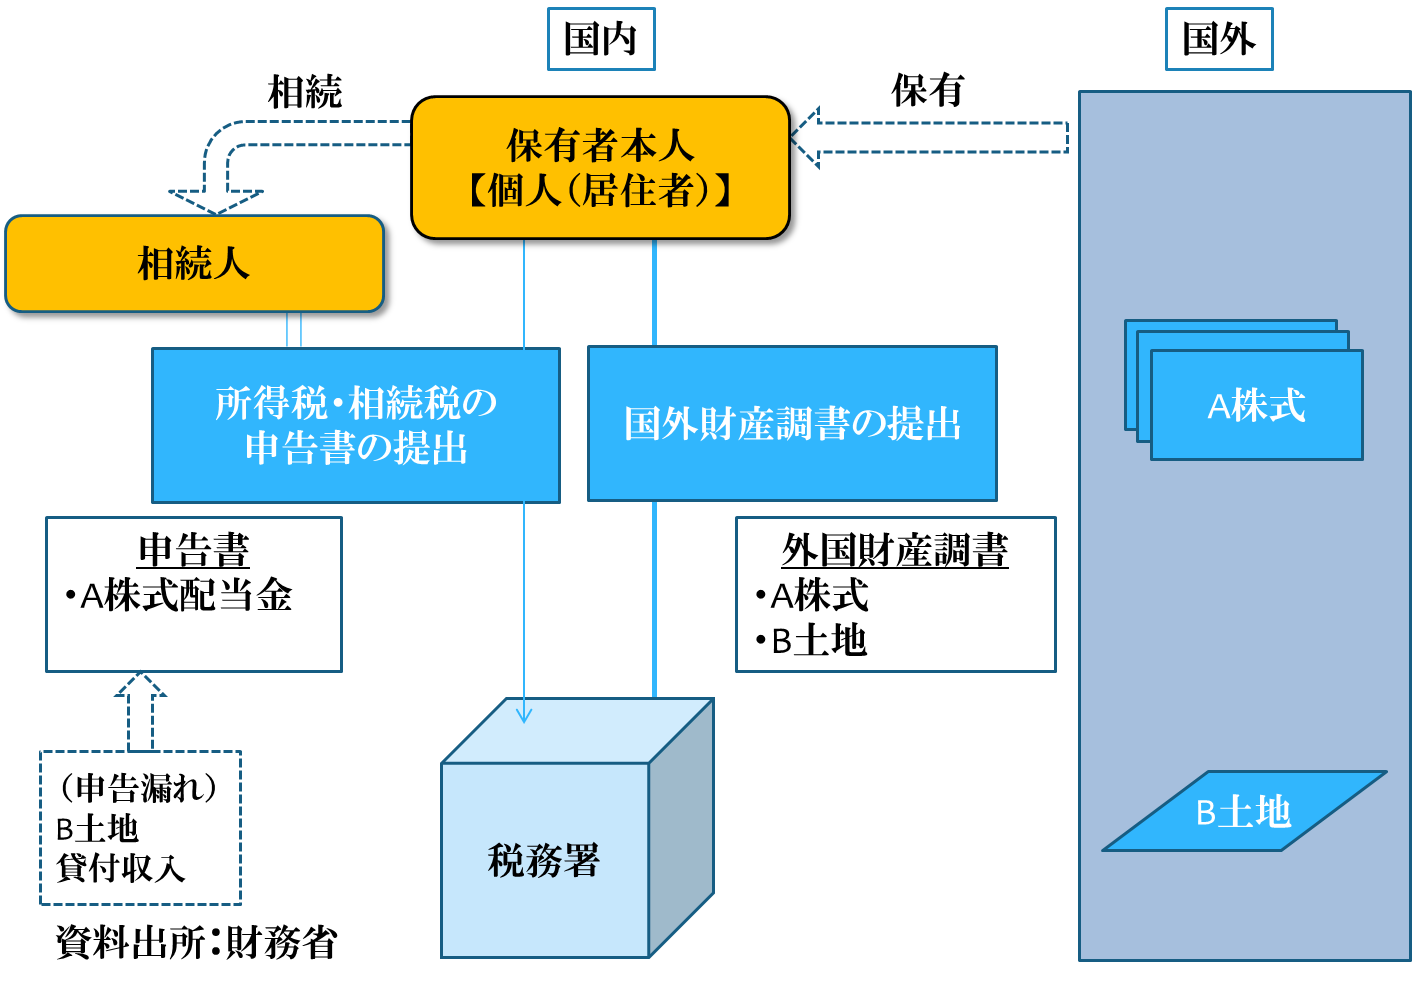 国内
国外
相続
保有
保有者本人
【個人(居住者)】
相続人
所得税・相続税の
申告書の提出
国外財産調書の提出
A株式
申告書
・A株式配当金
外国財産調書
・A株式
・B土地
B土地
(申告漏れ)
B土地
貸付収入
税務署
資料出所:財務省